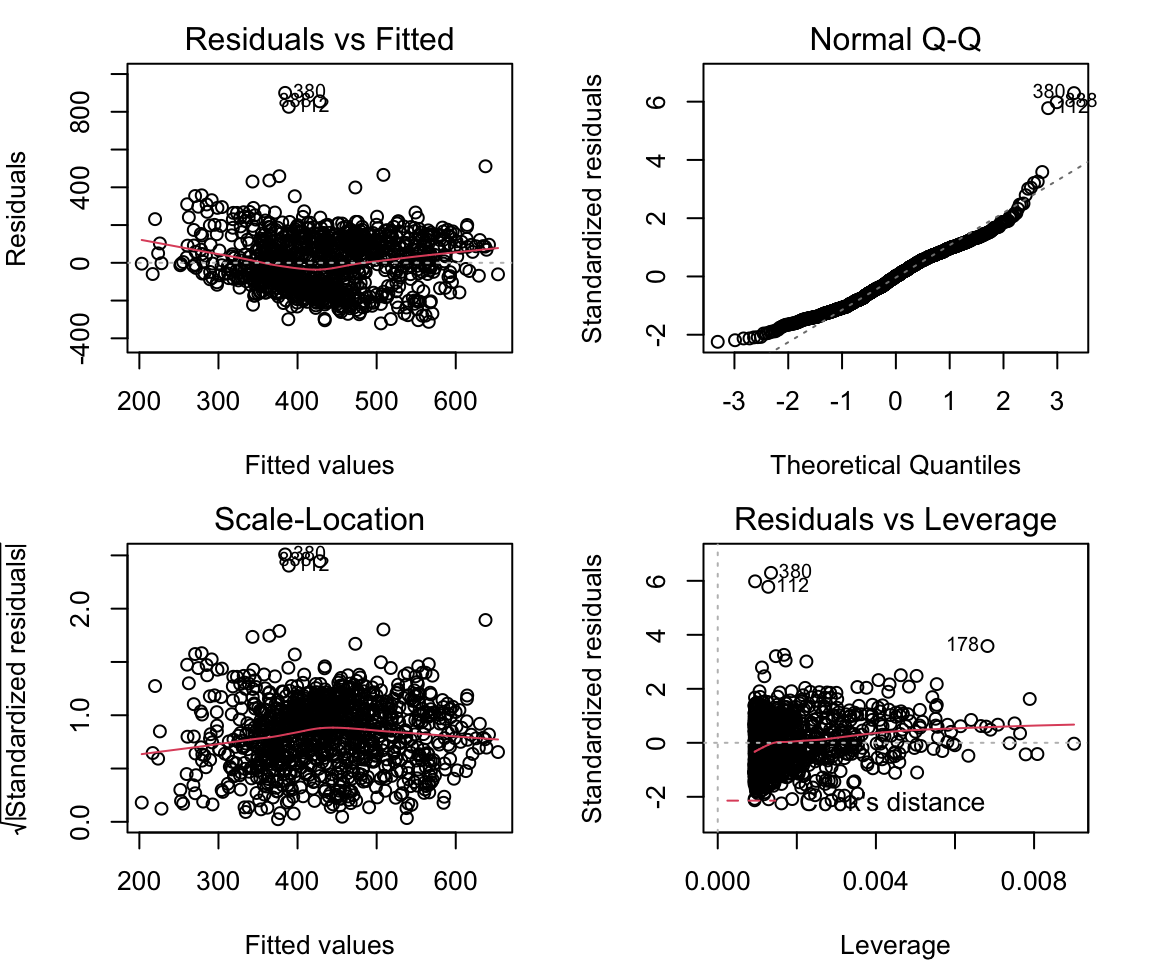 Residuals vs Fitted
Residuals
800
400
0
-400
380
112
200 300 400 500 600
Fitted values
Normal Q-Q
Standardized residuals
6
4
2
0
-2
380
112
-3 -2 -1 0 1 2 3
Theoretical Quantiles
Scale-Location
√|Standardized residuals|
2.0
1.0
0.0
380
112
200 300 400 500 600
Fitted values
Residuals vs Leverage
Standardized residuals
6
4
2
0
-2
380
112
178
distance
0.000 0.004 0.008
Leverage